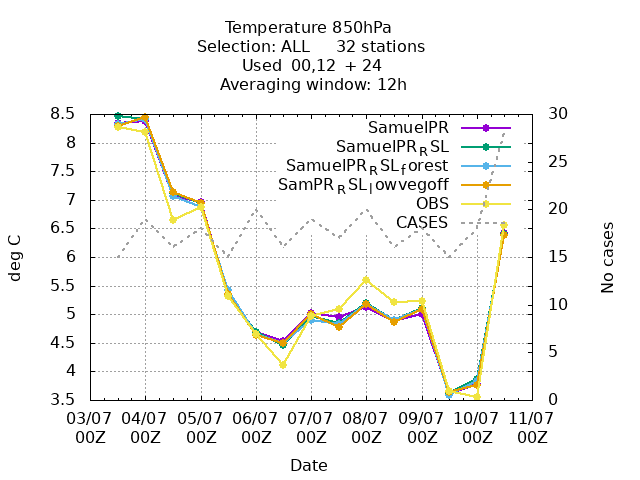 Temperature 850hPa
Selection: ALL 32 stations
Used 00,12 + 24
Averaging window: 12h
SamuelPR
SamuelPR_RSL
SamuelPR_RSL_forest
SamPR_RSL_lowvegoff
OBS
CASES
8.5
8
7.5
7
6.5
6
5.5
5
4.5
4
3.5
deg C
30
25
20
15
10
5
0
No cases
03/07 04/07 05/07 06/07 07/07 08/07 09/07 10/07 11/07
00Z 00Z 00Z 00Z 00Z 00Z 00Z 00Z 00Z
Date